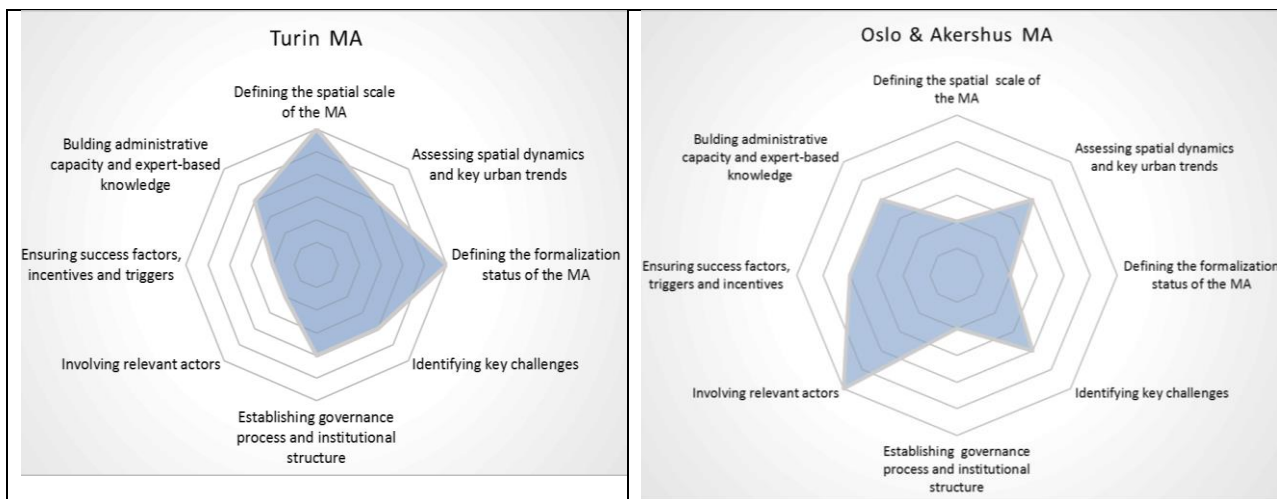 Turin MA
Defining the spatial scale
of the MA
Bulding administrative
capacity and expert-based
knowledge
Assessing spatial dynamics
and key urban trends
Ensuring success factors,
incentives and triggers
Defining the formalization
status of the MA
Involving relevant actors
Identifying key challenges
Establishing governance
process and institutional
structure
Oslo & Akershus MA
Defining the spatial scale of
the MA
Bulding administrative
capacity and expert-based
knowledge
Assessing spatial dynamics
and key urban trends
Ensuring success factors,
triggers and incentives
Defining the formalization
status of the MA
Involving relevant actors
Identifying key challenges
Establishing governance
process and institutional
structure